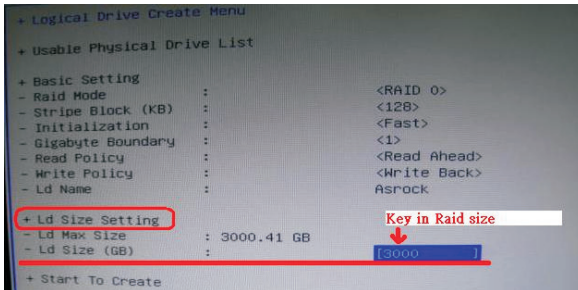 + Logical Drive Create Menu
+ Usable Physical Drive List
+ Basic Setting
- Raid Mode : <RAID 0>
- Stripe Block (KB) : <128>
- Initialization : <Fast>
- Gigabyte Boundary : <1>
- Read Policy : <Read Ahead>
- Write Policy : <Write Back>
- Ld Name : Asrock
+ Ld Size Setting Key in Raid size
- Ld Max Size : 3000.41 GB
- Ld Size (GB) : [3000 ]
+ Start To Create